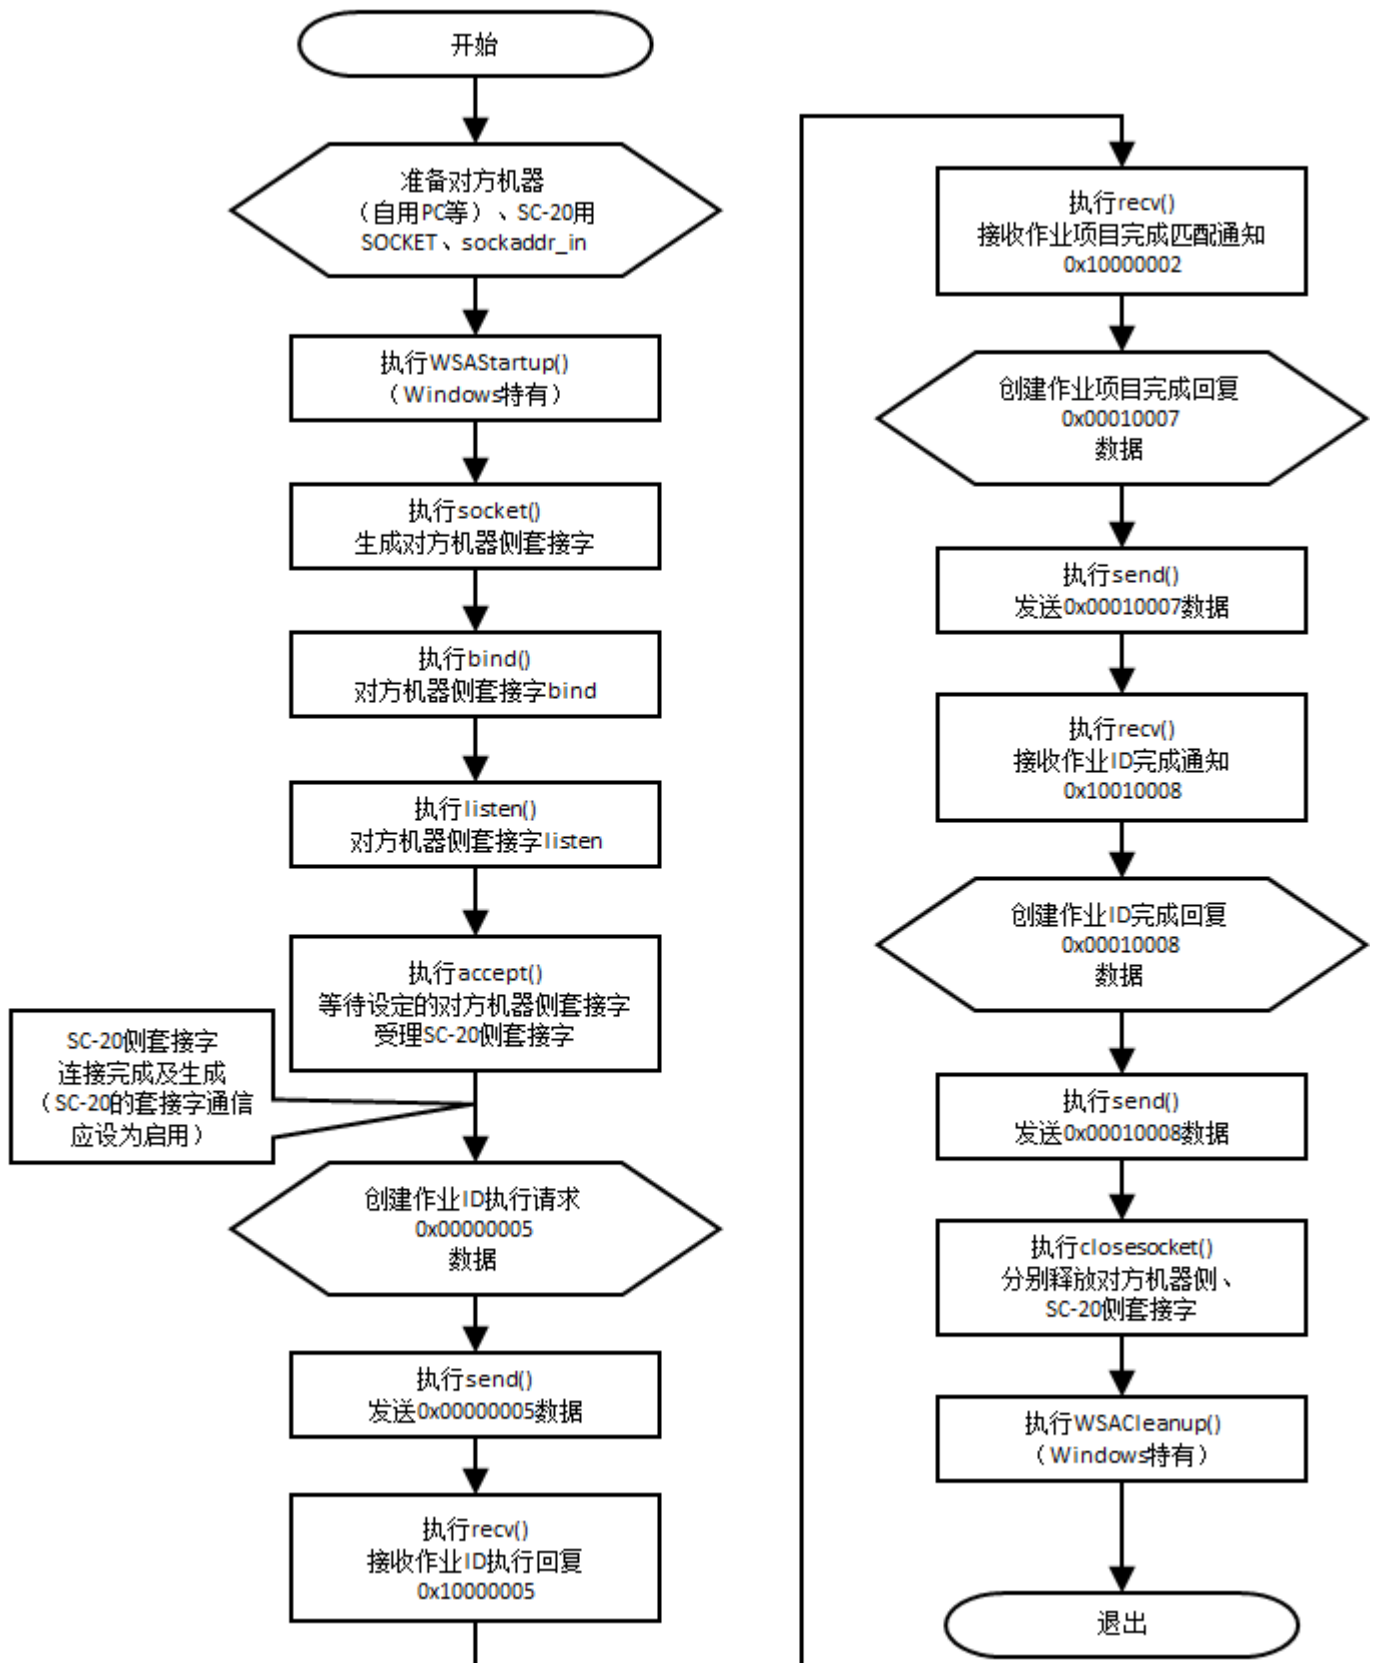 开始
准备对方机器
（自用PC等）、SC-20用
SOCKET、sockaddr_in
执行WSAStartup()
（Windows特有）
执行socket()
生成对方机器侧套接字
执行bind()
对方机器侧套接字bind
执行listen()
对方机器侧套接字listen
执行accept()
等待设定的对方机器侧套接字
受理SC-20侧套接字
SC-20侧套接字
连接完成及生成
（SC-20的套接字通信
应设为启用）
创建作业ID执行请求
0x00000005
数据
执行send()
发送0x00000005数据
执行recv()
接收作业ID执行回复
0x10000005
执行recv()
接收作业项目完成匹配通知
0x10000002
创建作业项目完成回复
0x00010007
数据
执行send()
发送0x00010007数据
执行recv()
接收作业ID完成通知
0x10010008
创建作业ID完成回复
0x00010008
数据
执行send()
发送0x00010008数据
执行closesocket()
分别释放对方机器侧、
SC-20侧套接字
执行WSACleanup()
（Windows特有）
退出